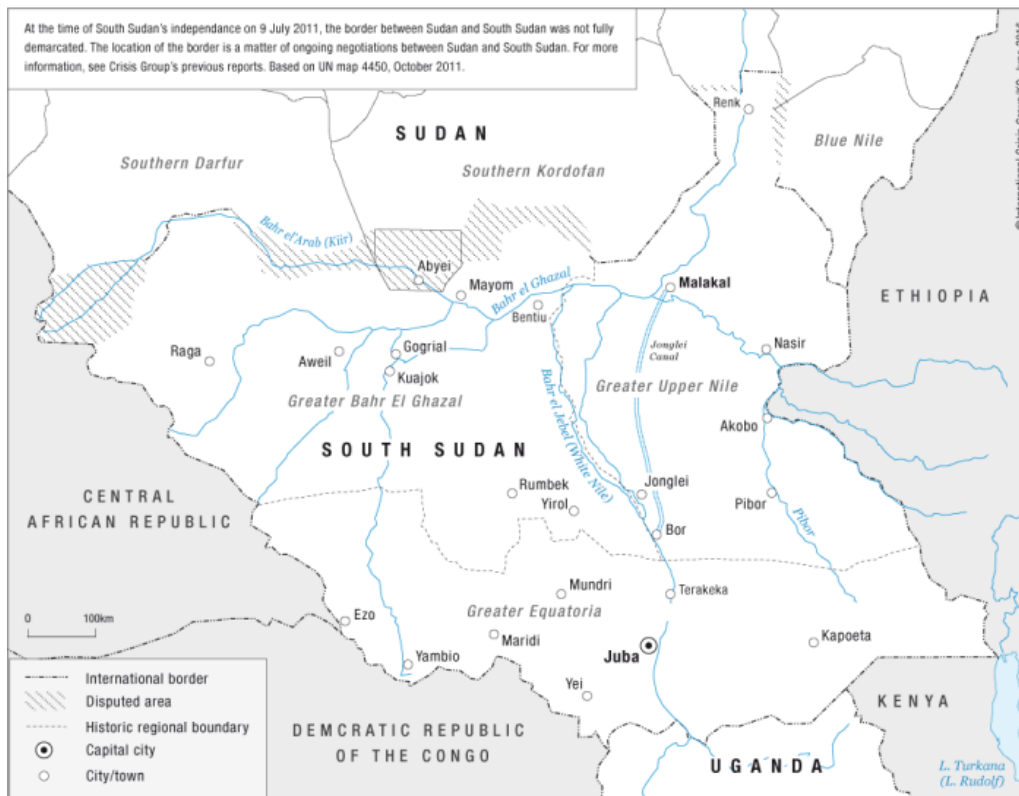 At the time of South Sudan's independance on 9 July 2011, the border between Sudan and South Sudan was not fully
demarcated. The location of the border is a matter of ongoing negotiations between Sudan and South Sudan. For more
information, see Crisis Group's previous reports. Based on UN map 4450, October 2011.
Renk
SUDAN
Blue Nile
Southern Darfur
Southern Kordofan
Bahr el'Arab (Kiir)
Abyei
Mayom
Bahr el Ghazal
Bentiu
Malakal
ETHIOPIA
Raga
Aweil
Gogrial
Kuajok
Jonglei
Canal
Nasir
Greater Bahr El Ghazal
Bahr el Jebel (White Nile)
Greater Upper Nile
Akobo
SOUTH SUDAN
CENTRAL
AFRICAN REPUBLIC
Rumbek
Yirol
Jonglei
Pibor
Pibor
Bor
Mundri
Terakeka
Greater Equatoria
0 100km
Ezo
Maridi
Juba
Kapoeta
Yambio
Yei
International border
Disputed area
Historic regional boundary
Capital city
City/town
DEMCRATIC REPUBLIC
OF THE CONGO
UGANDA
KENYA
L. Turkana
(L. Rudolf)